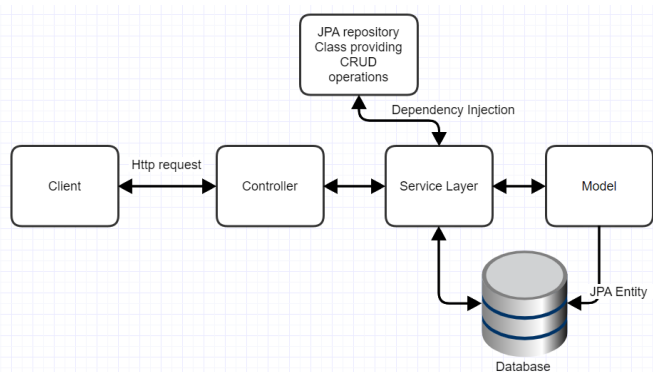 JPA repository
Class providing
CRUD
operations
Dependency Injection
Http request
Client
Controller
Service Layer
Model
JPA Entity
Database